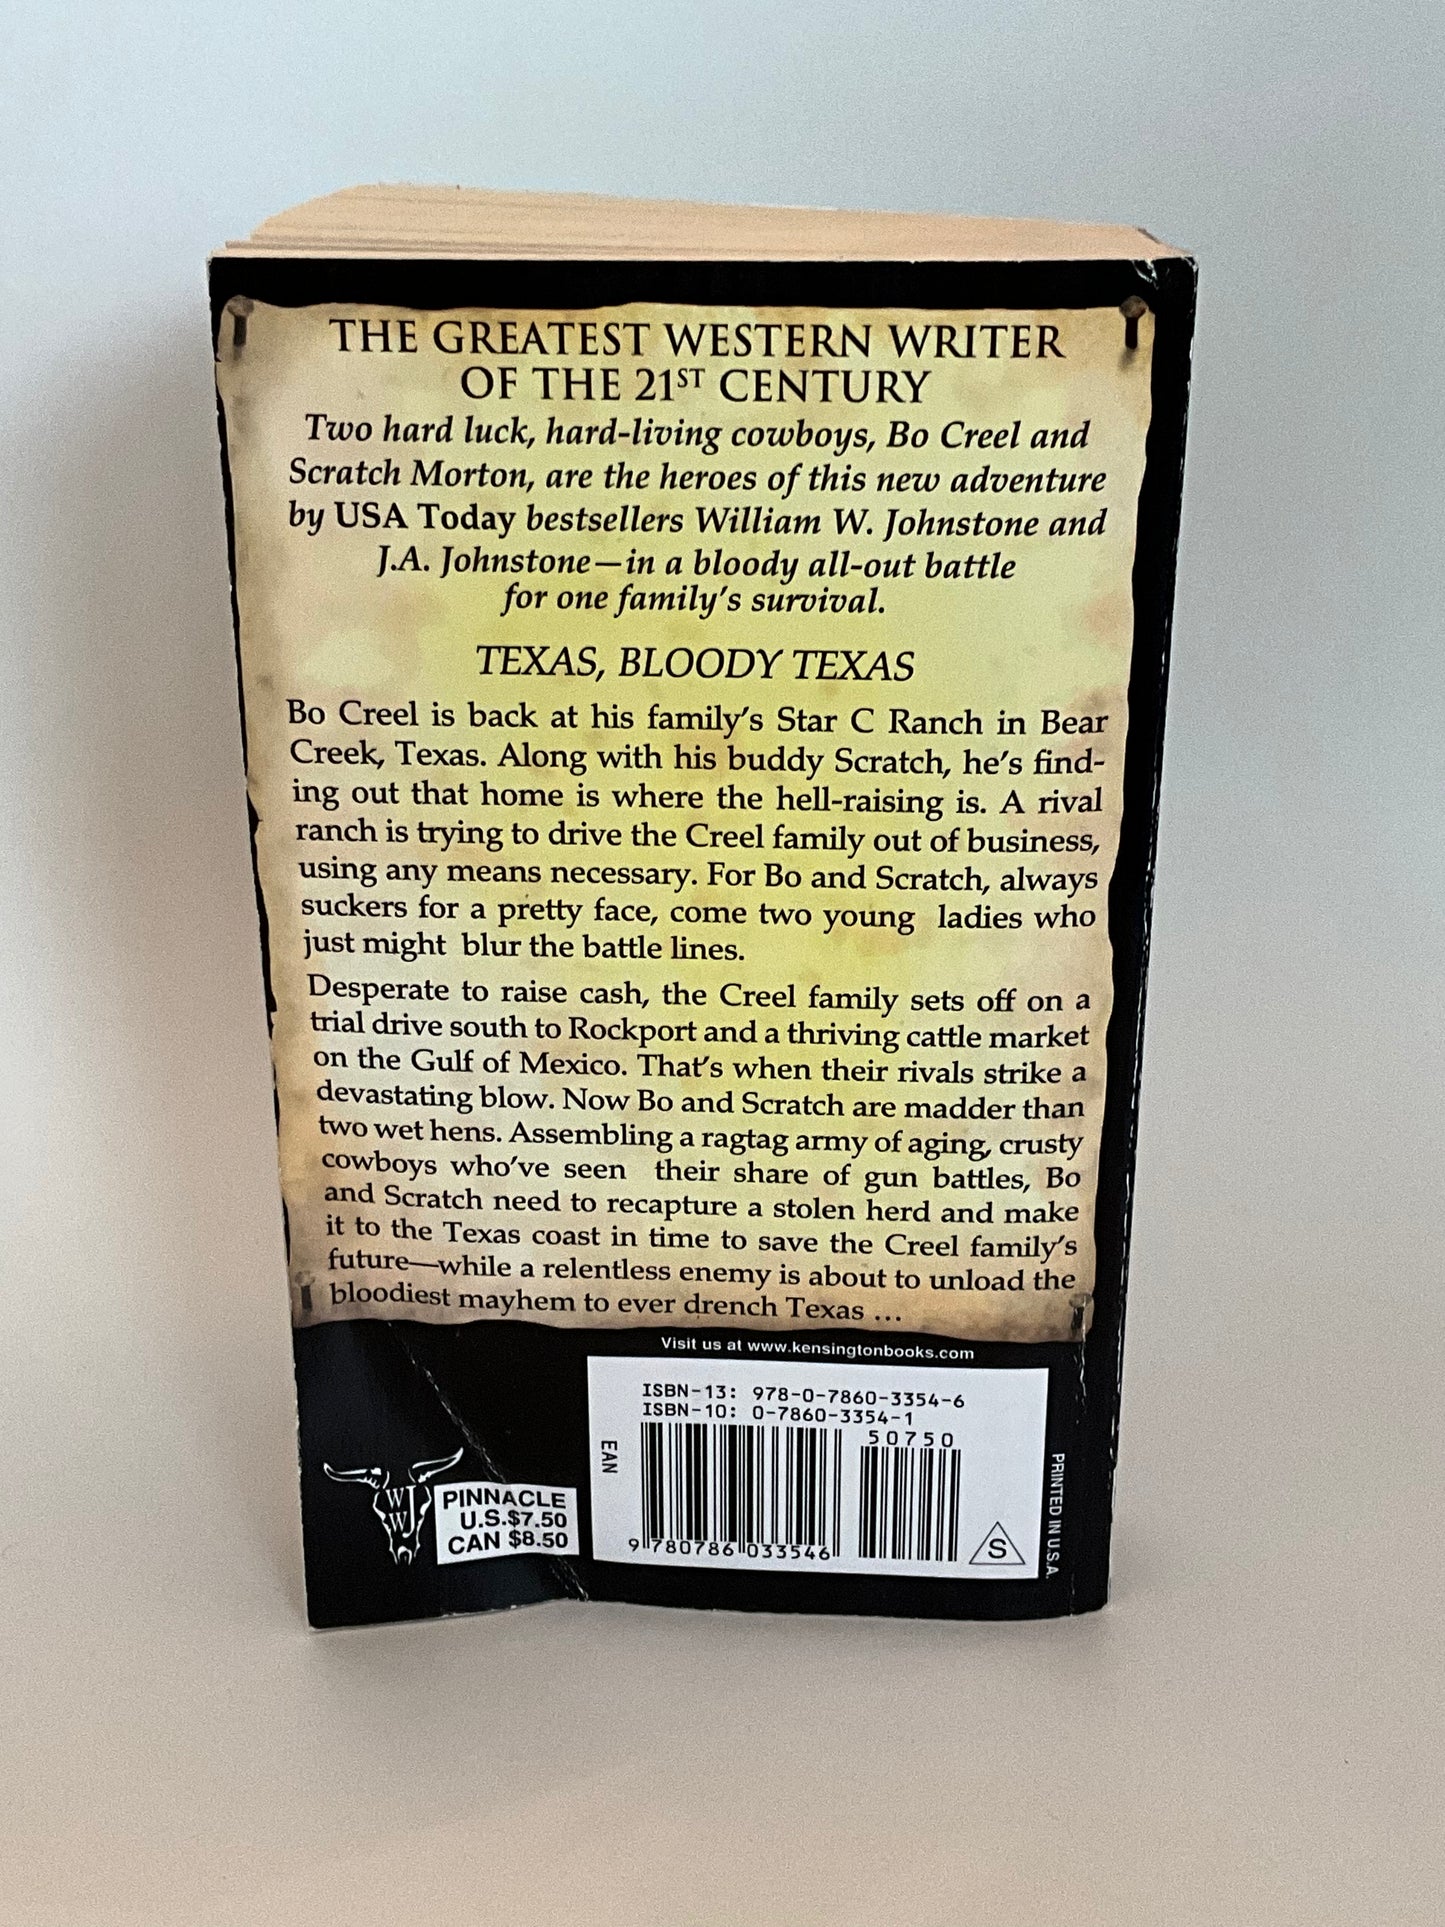 THE GREATEST WESTERN WRITER
OF THE 21ST CENTURY
Two hard luck, hard-living cowboys, Bo Creel and
Scratch Morton, are the heroes of this new adventure
by USA Today bestsellers William W. Johnstone and
J.A. Johnstone—in a bloody all-out battle
for one family's survival.
TEXAS, BLOODY TEXAS
Bo Creel is back at his family's Star C Ranch in Bear
Creek, Texas. Along with his buddy Scratch, he's find-
ing out that home is where the hell-raising is. A rival
ranch is trying to drive the Creel family out of business,
using any means necessary. For Bo and Scratch, always
suckers for a pretty face, come two young ladies who
just might blur the battle lines.
Desperate to raise cash, the Creel family sets off on a
trial drive south to Rockport and a thriving cattle market
on the Gulf of Mexico. That's when their rivals strike a
devastating blow. Now Bo and Scratch are madder than
two wet hens. Assembling a ragtag army of aging, crusty
cowboys who've seen their share of gun battles, Bo
and Scratch need to recapture a stolen herd and make
it to the Texas coast in time to save the Creel family's
future—while a relentless enemy is about to unload the
bloodiest mayhem to ever drench Texas ...
Visit us at www.kensingtonbooks.com
ISBN-13: 978-0-7860-3354-6
ISBN-10: 0-7860-3354-1
50750
EAN
9 780786 033546
S
PRINTED IN U.S.A.
WJ
W
PINNACLE
U.S.$7.50
CAN $8.50